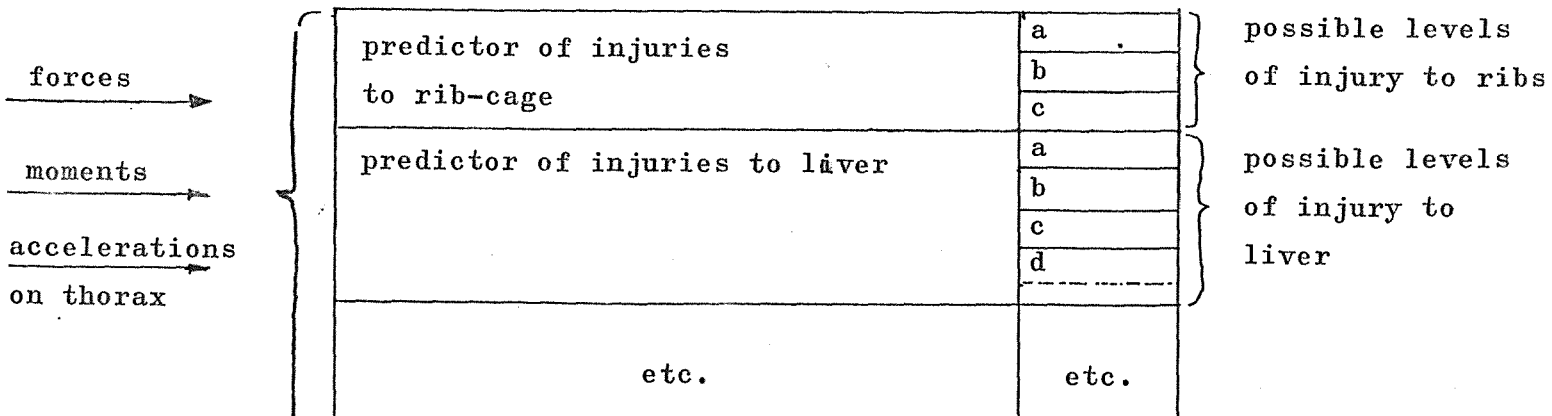 forces
moments
accelerations
on thorax
predictor of injuries
to rib-cage
a
b
c
possible levels
of injury to ribs
predictor of injuries to liver
a
b
c
d
possible levels
of injury to
liver
etc.
etc.